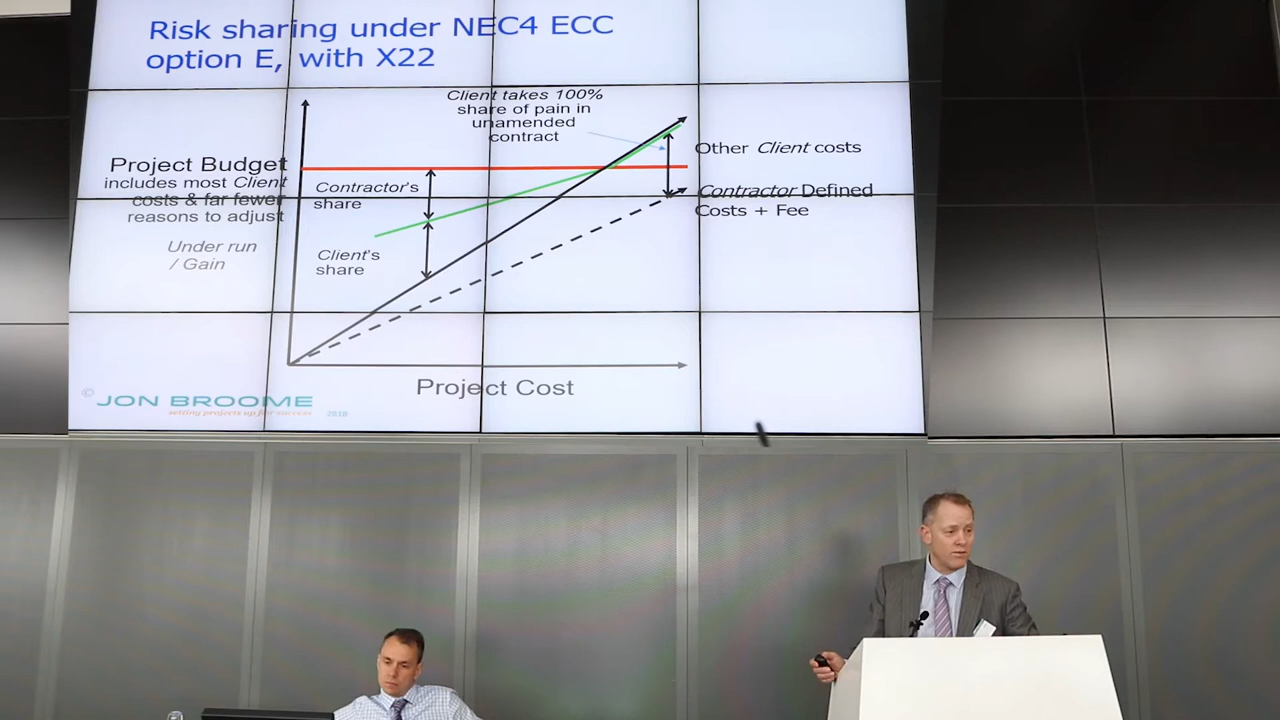 Risk sharing under NEC4 ECC
option E, with X22
Client takes 100%
share of pain in
unamended
contract
Project Budget
includes most Client
costs & far fewer
reasons to adjust
Under run
/ Gain
Contractor's
share
Client's
share
Other Client costs
Contractor Defined
Costs + Fee
Project Cost
© JON BROOME
setting projects up for success 2018